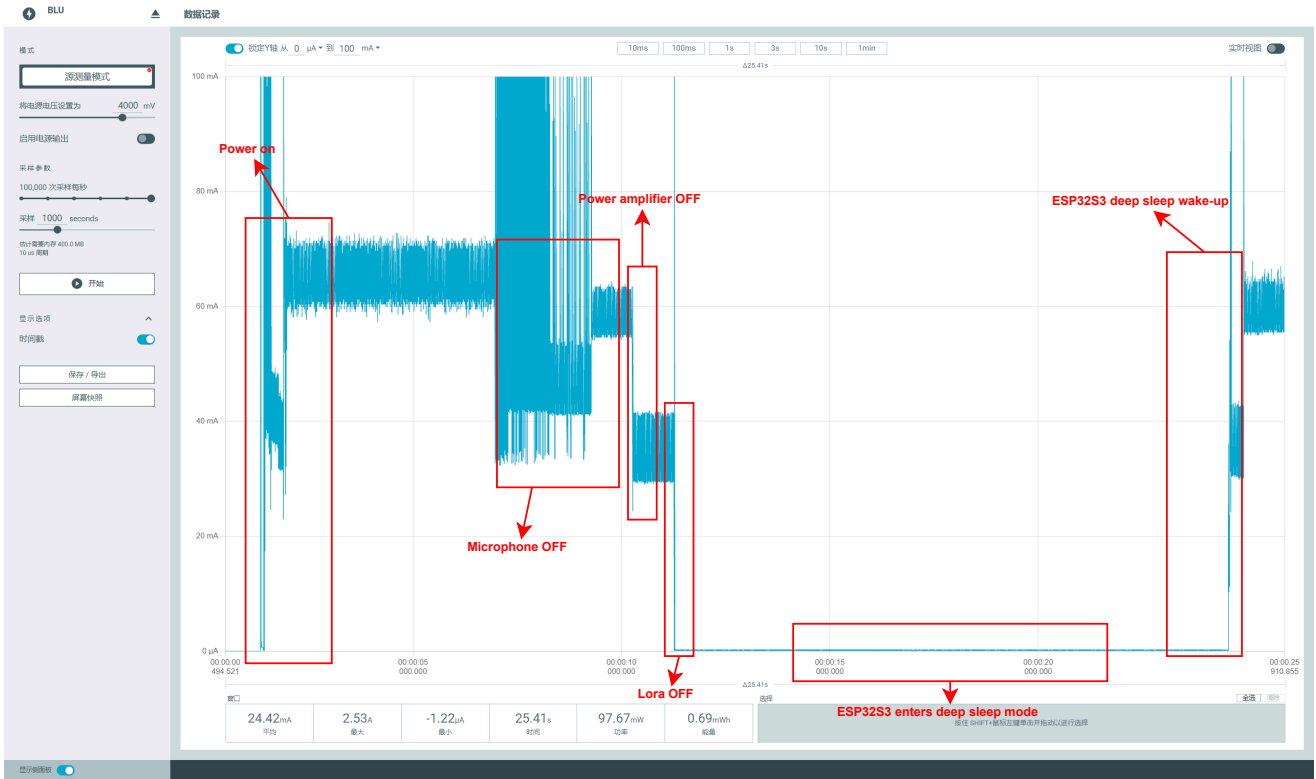 BLU
数据记录
模式
源测量模式
将电源电压设置为 4000 mV
启用电源输出
采样参数
100,000 次采样每秒
采样 1000 seconds
估计需要内存 400.0 MB
10 us 周期
开始
显示选项
时间戳
保存 / 导出
屏幕快照
显示侧面板
锁定Y轴 从 0 μA 到 100 mA
10ms 100ms 1s 3s 10s 1min
实时视图
Δ25.41s
100 mA
80 mA
60 mA
40 mA
20 mA
0 μA
Power on
Power amplifier OFF
ESP32S3 deep sleep wake-up
Microphone OFF
Lora OFF
ESP32S3 enters deep sleep mode
00:00:00 00:00:05 00:00:10 00:00:15 00:00:20 00:00:25
494.521 000.000 000.000 000.000 000.000 910.855
Δ25.41s
窗口
24.42mA 2.53A -1.22μA 25.41s 97.67mW 0.69mWh
平均 最大 最小 时间 功率 能量
选择 全选
按住 SHIFT+鼠标左键单击并拖动以进行选择